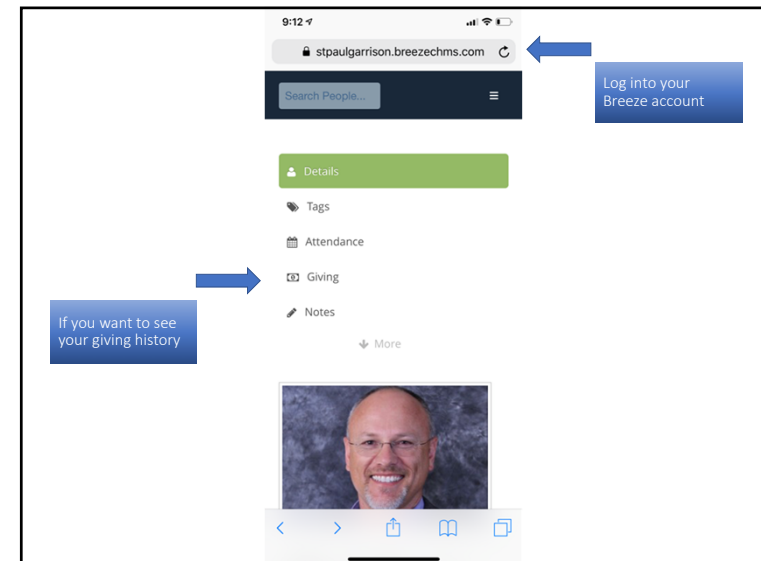 9:12
stpaulgarrison.breezechms.com
Log into your
Breeze account
Search People...
Details
Tags
Attendance
Giving
If you want to see
your giving history
Notes
More